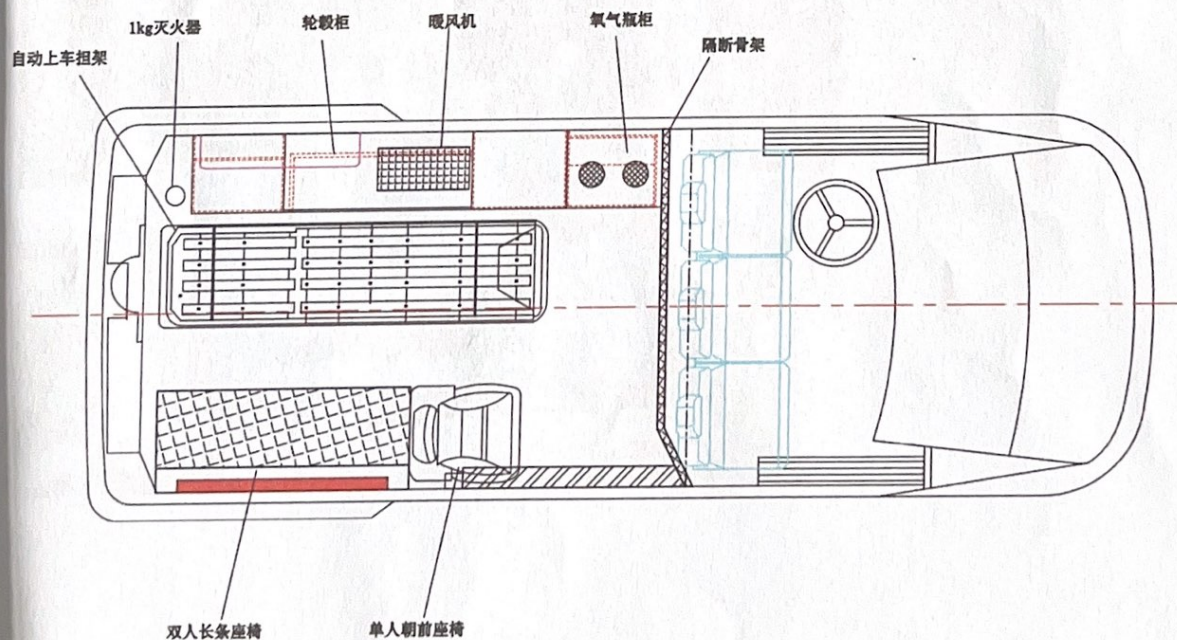 1kg灭火器
轮毂柜
暖风机
氧气瓶柜
隔断骨架
自动上车担架
双人长条座椅
单人朝前座椅